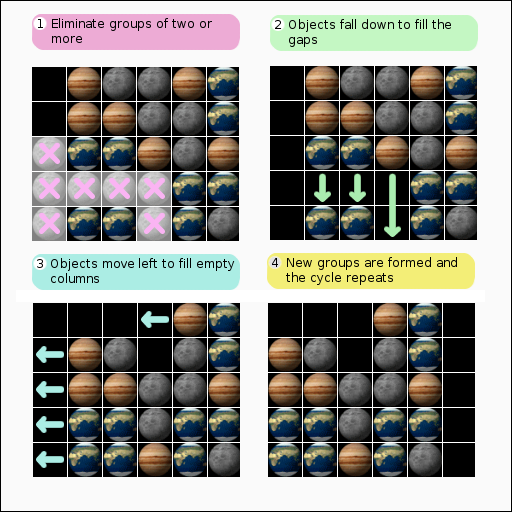 1 Eliminate groups of two or
more
2 Objects fall down to fill the
gaps
3 Objects move left to fill empty
columns
4 New groups are formed and
the cycle repeats